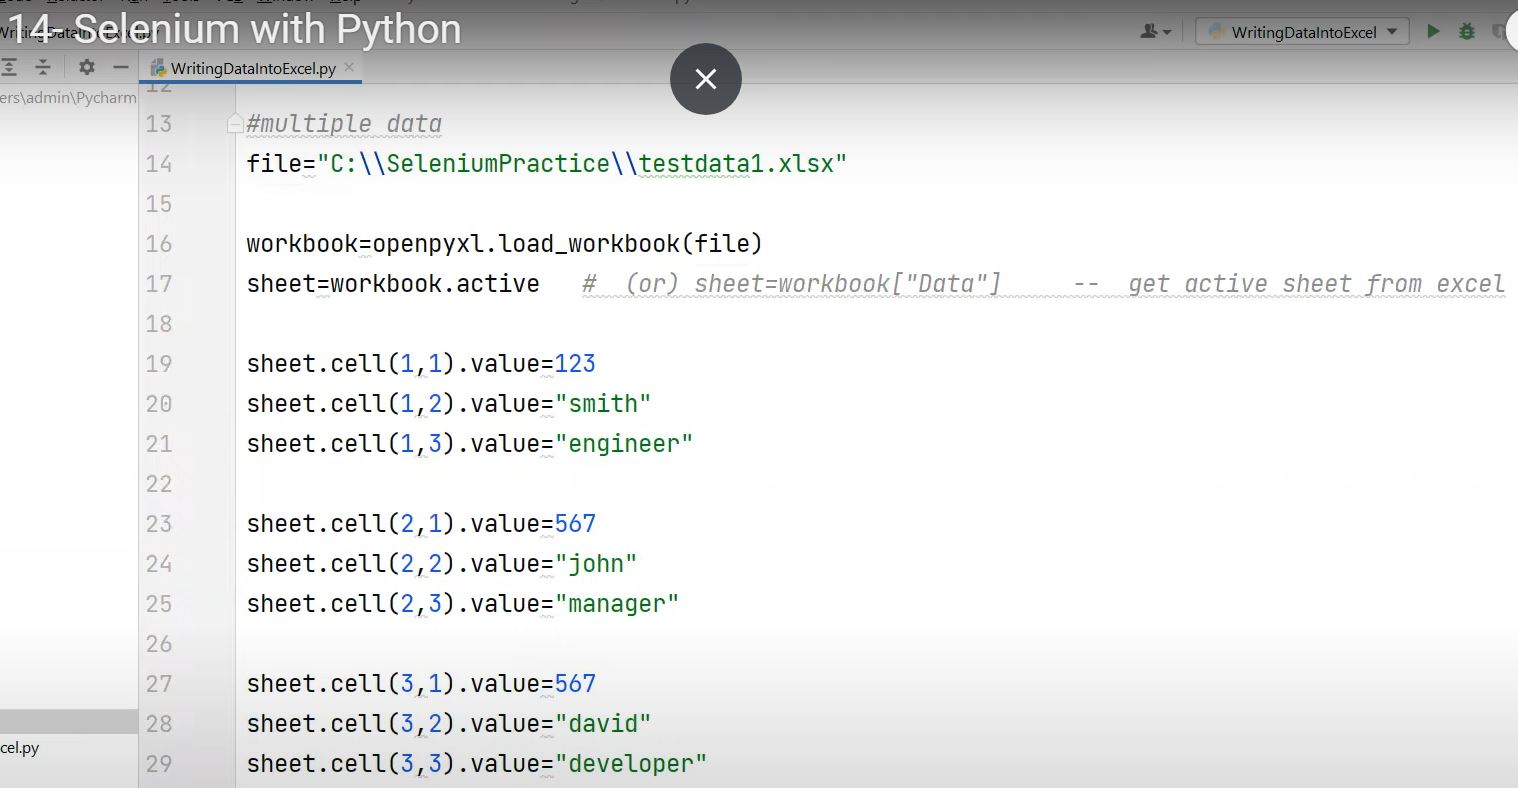 14- Selenium with Python
WritingDataIntoExcel
WritingDataIntoExcel.py
ers\admin\Pycharm
12
13 #multiple data
14 file="C:\\SeleniumPractice\\testdata1.xlsx"
15
16 workbook=openpyxl.load_workbook(file)
17 sheet=workbook.active # (or) sheet=workbook["Data"] -- get active sheet from excel
18
19 sheet.cell(1,1).value=123
20 sheet.cell(1,2).value="smith"
21 sheet.cell(1,3).value="engineer"
22
23 sheet.cell(2,1).value=567
24 sheet.cell(2,2).value="john"
25 sheet.cell(2,3).value="manager"
26
27 sheet.cell(3,1).value=567
28 sheet.cell(3,2).value="david"
cel.py
29 sheet.cell(3,3).value="developer"